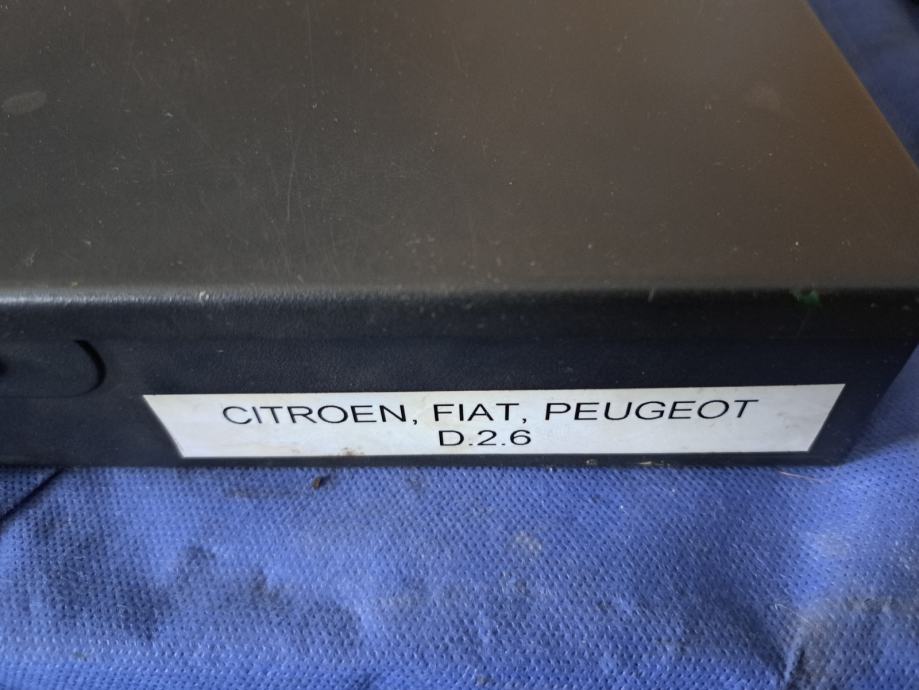 CITROEN, FIAT, PEUGEOT
D.2.6